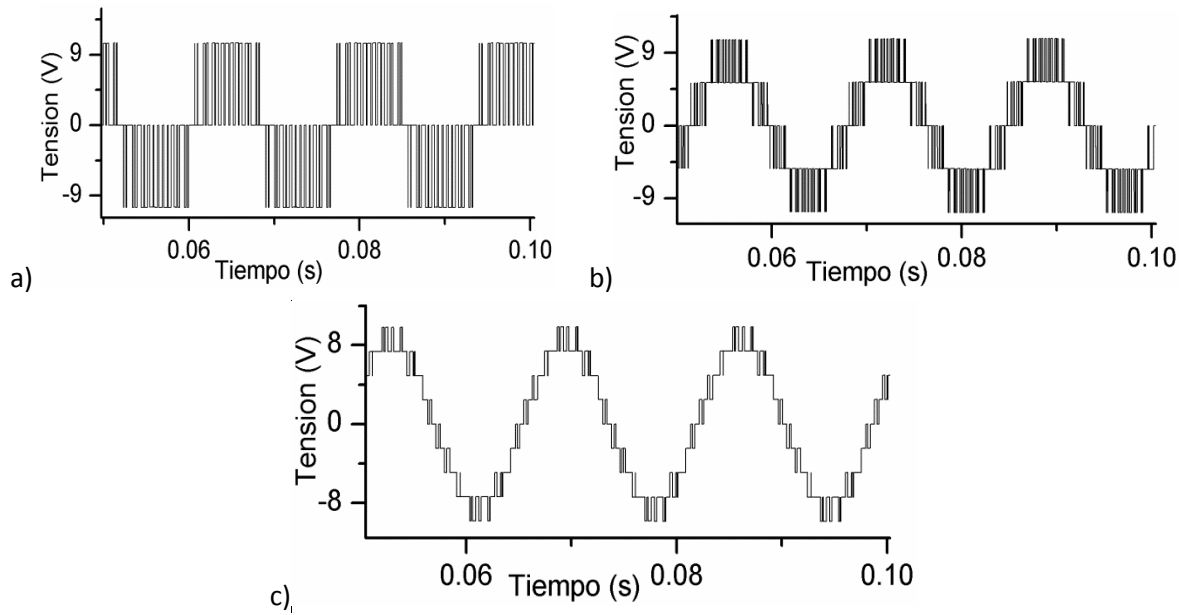 Tension (V)
9
0
-9
0.06
0.08
0.10
Tiempo (s)
a)
Tension (V)
9
0
-9
0.06
0.08
0.10
Tiempo (s)
b)
Tension (V)
8
0
-8
0.06
0.08
0.10
Tiempo (s)
c)